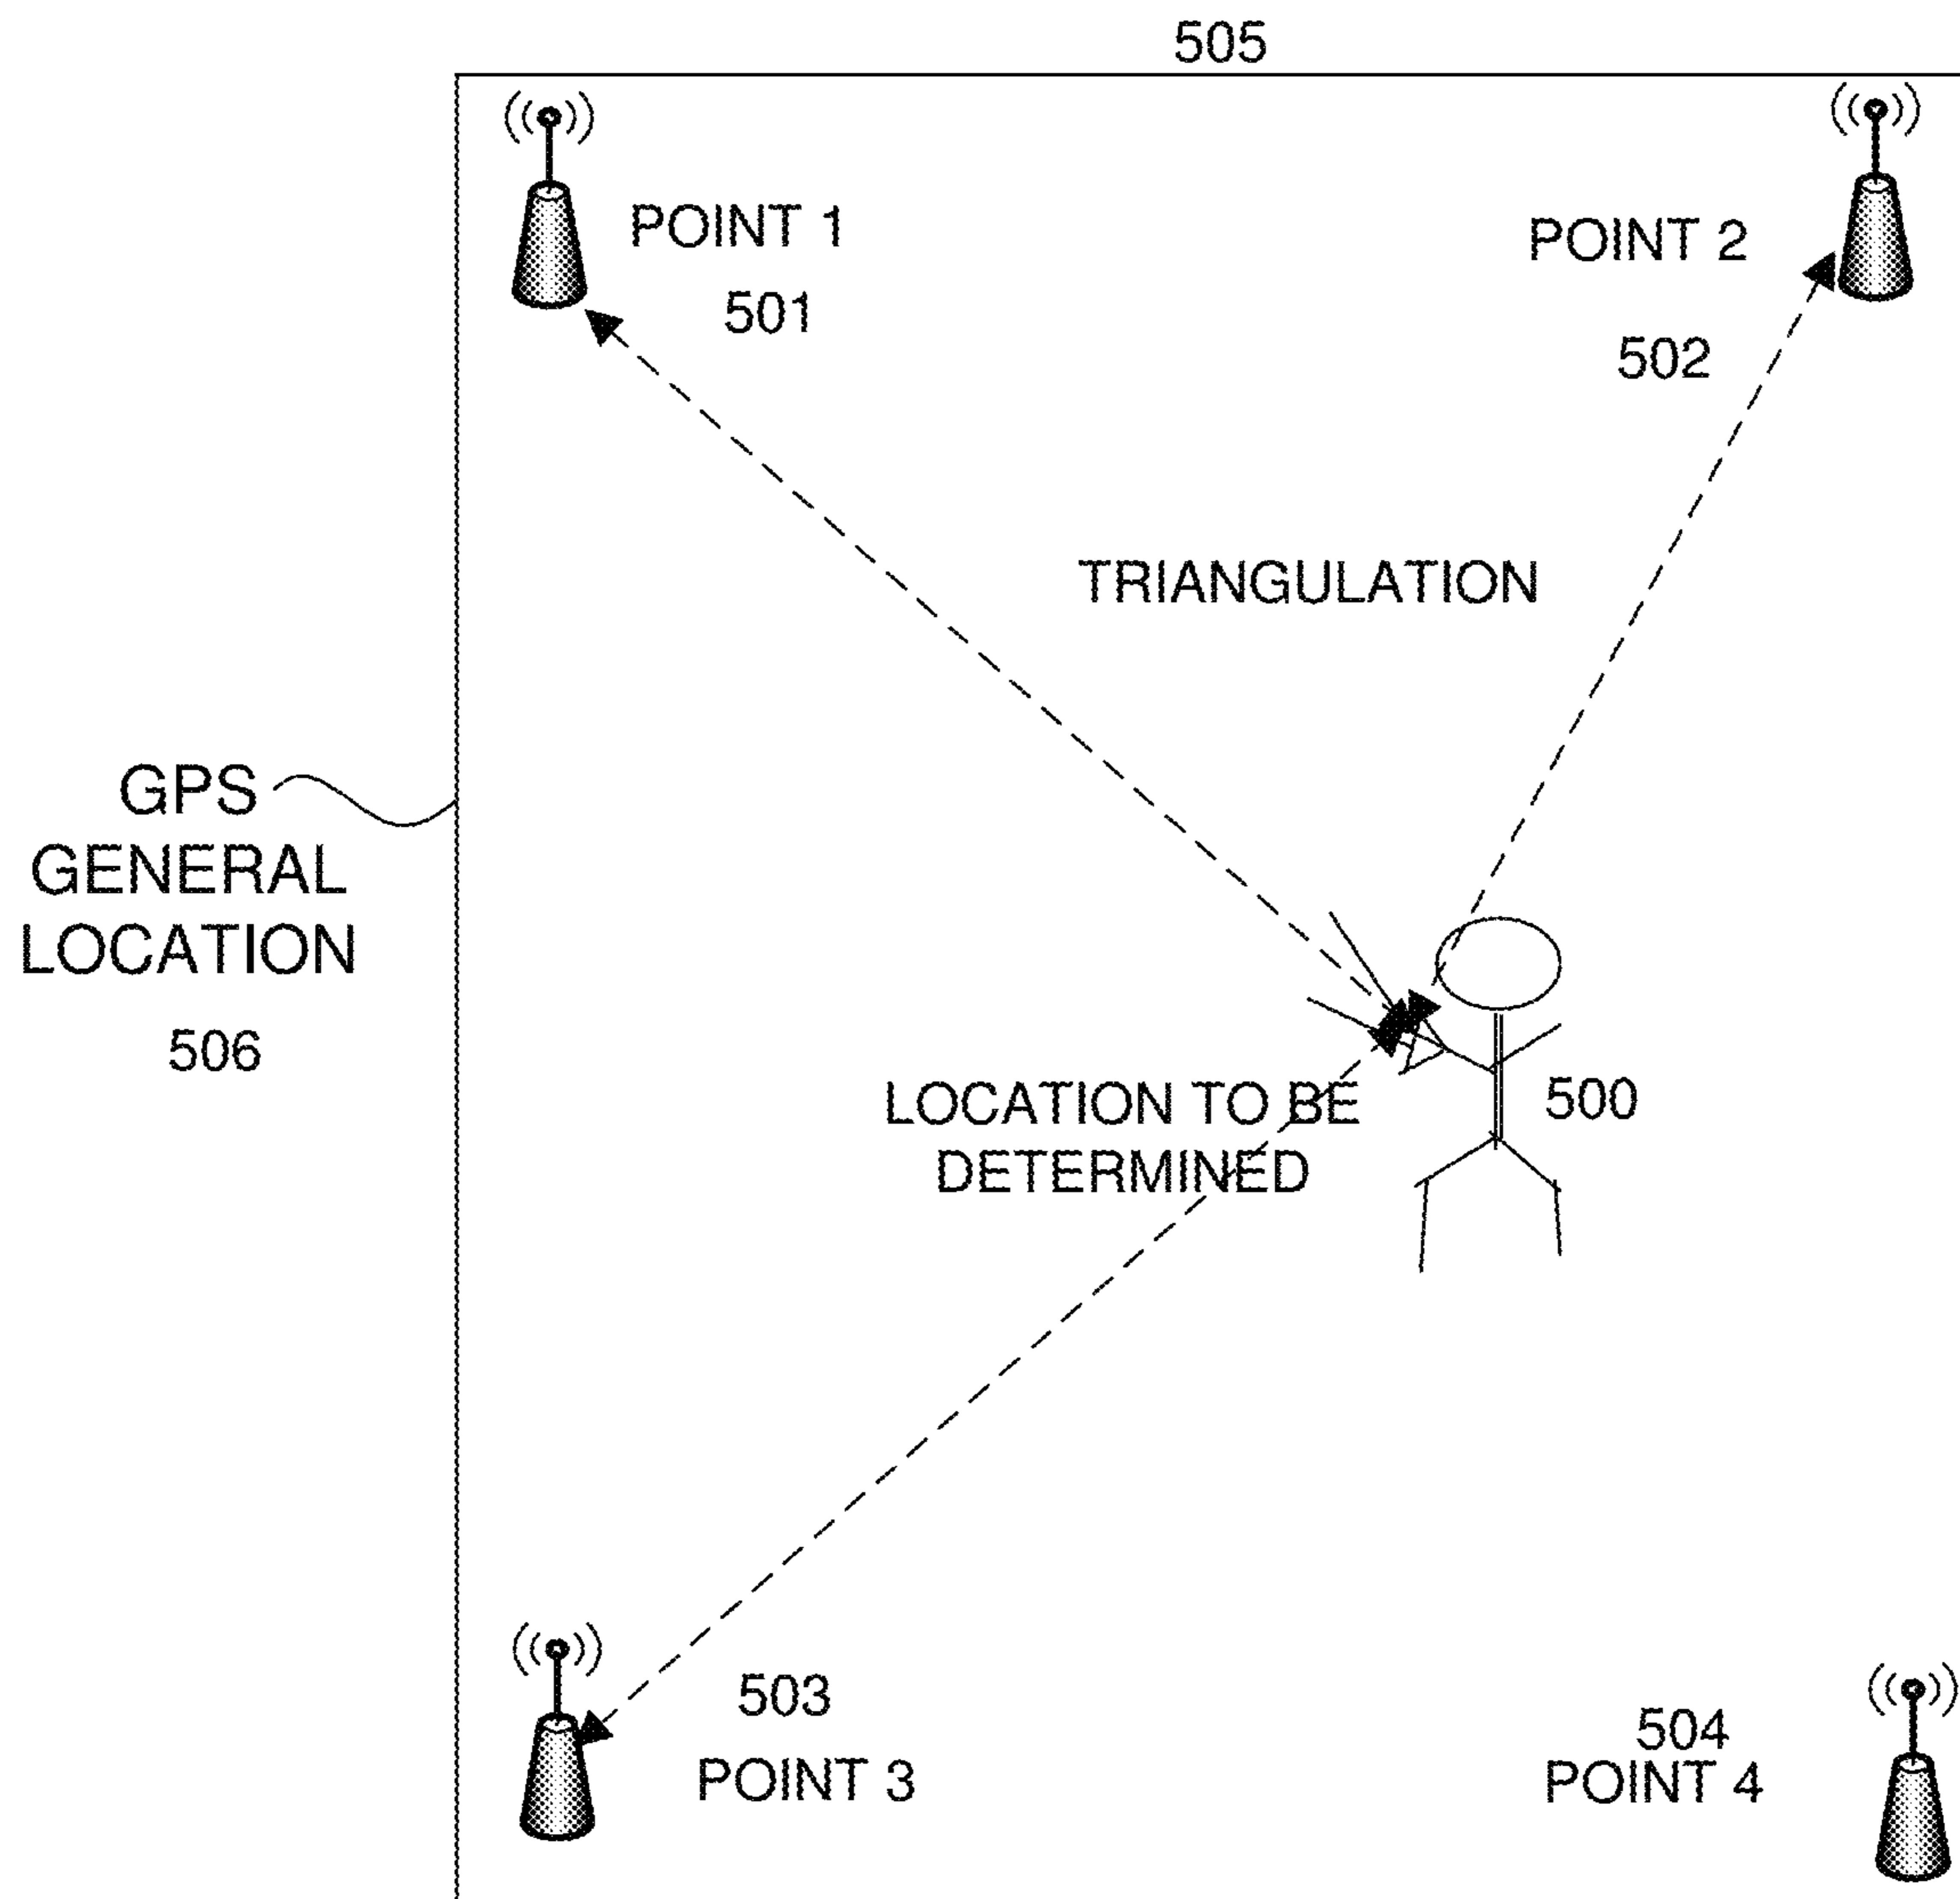 505
POINT 1
501
POINT 2
502
TRIANGULATION
GPS
GENERAL
LOCATION
506
LOCATION TO BE
DETERMINED
500
503
POINT 3
504
POINT 4